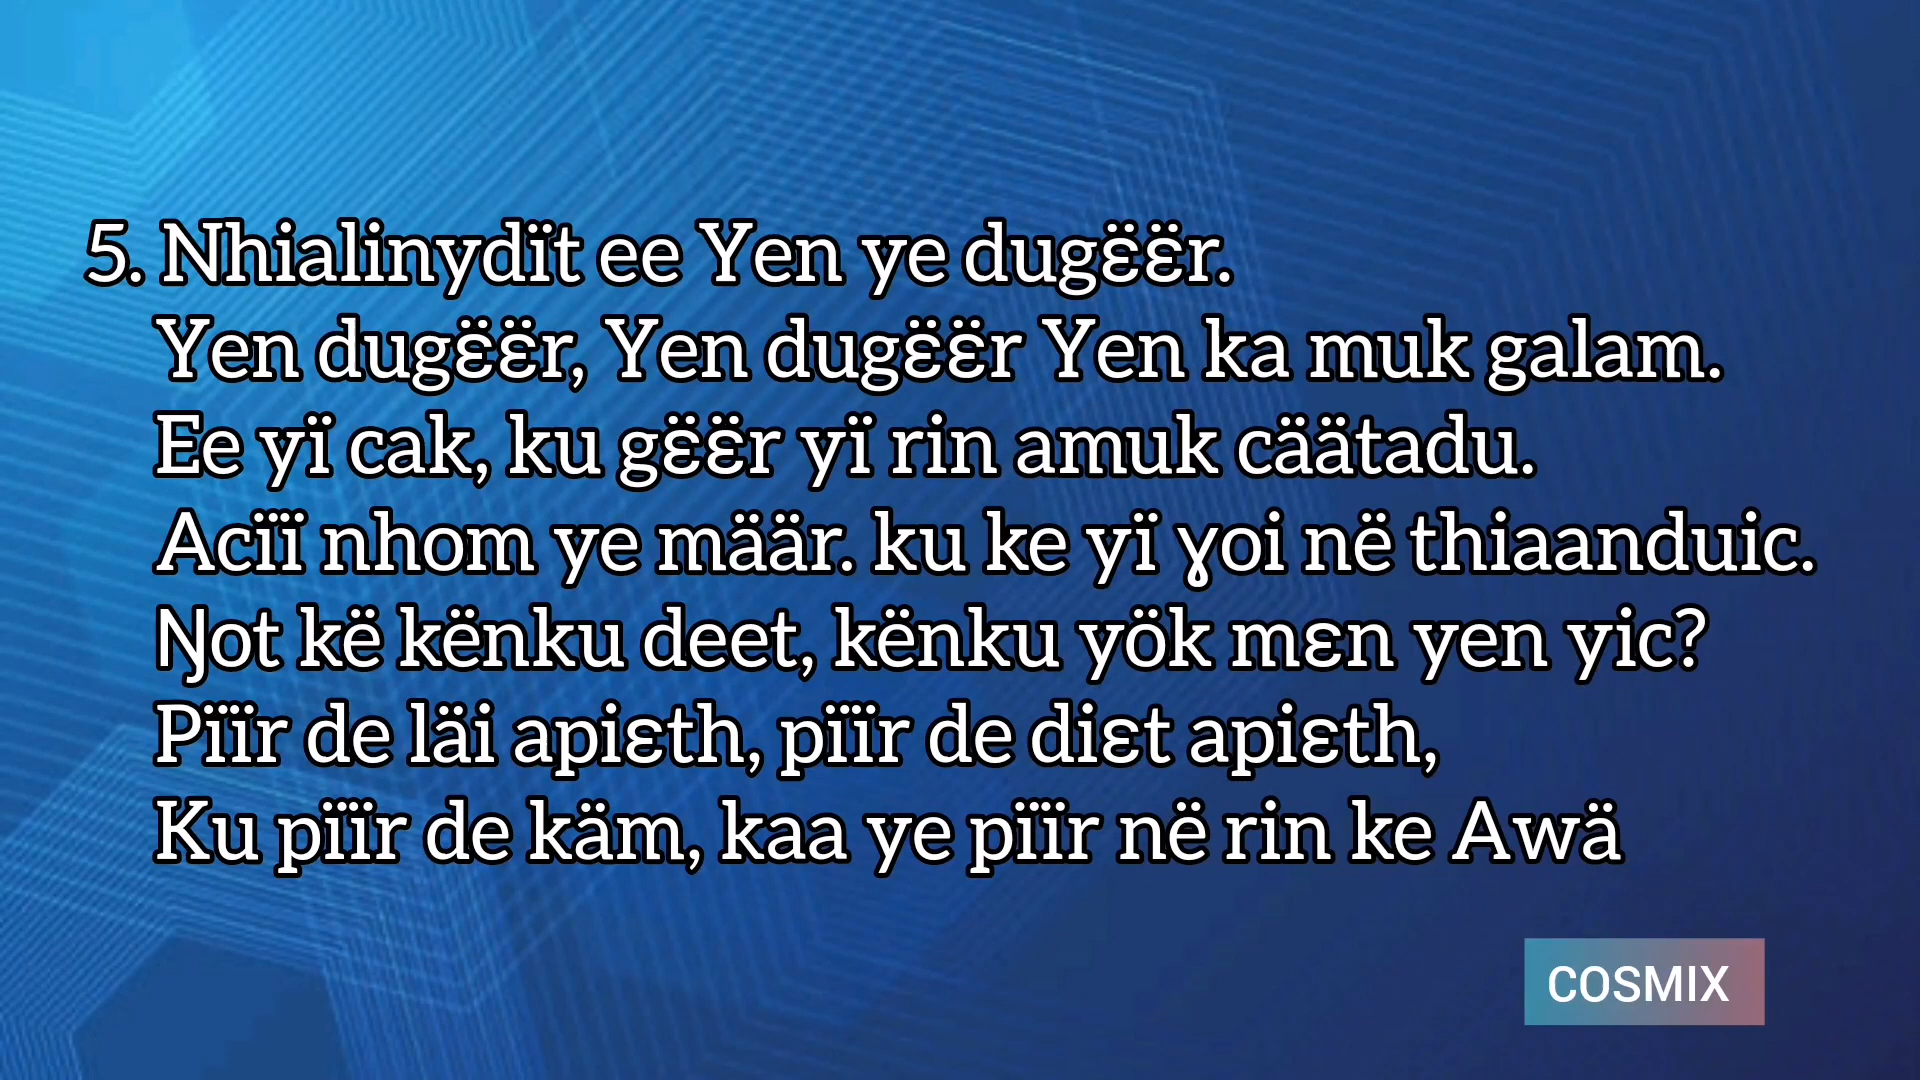 5. Nhialinydït ee Yen ye dugɛ̈ɛ̈r.
Yen dugɛ̈ɛ̈r, Yen dugɛ̈ɛ̈r Yen ka muk galam.
Ee yï cak, ku gɛ̈ɛ̈r yï rin amuk cäätadu.
Acïï nhom ye määr. ku ke yï ɣoi në thiaanduic.
Ŋot kë kënku deet, kënku yök mɛn yen yic?
Pïïr de läi apiɛth, pïïr de diɛt apiɛth,
Ku pïïr de käm, kaa ye pïïr në rin ke Awä
COSMIX